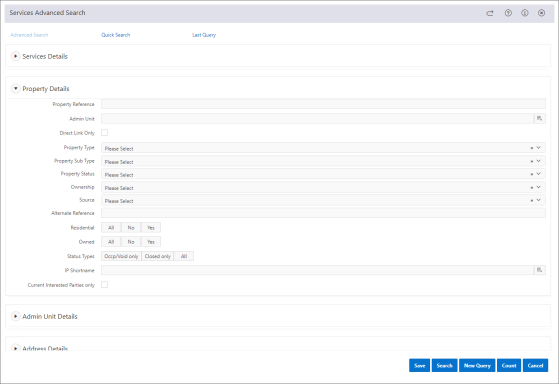 Services Advanced Search
Advanced Search Quick Search Last Query
Services Details
Property Details
Property Reference
Admin Unit
Direct Link Only
Property Type Please Select
Property Sub Type Please Select
Property Status Please Select
Ownership Please Select
Source Please Select
Alternate Reference
Residential All No Yes
Owned All No Yes
Status Types Occp/Void only Closed only All
IP Shortname
Current Interested Parties only
Admin Unit Details
Address Details
Save Search New Query Count Cancel